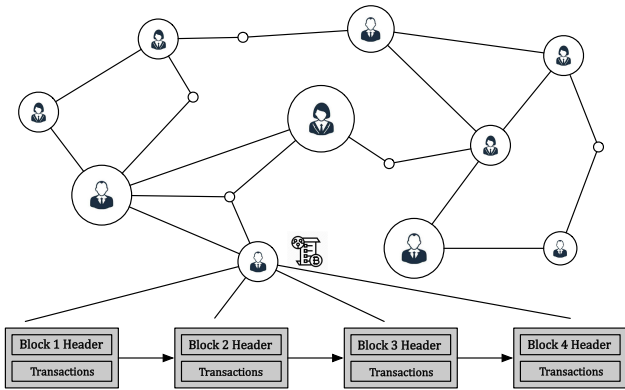 Block 1 Header
Transactions
Block 2 Header
Transactions
Block 3 Header
Transactions
Block 4 Header
Transactions